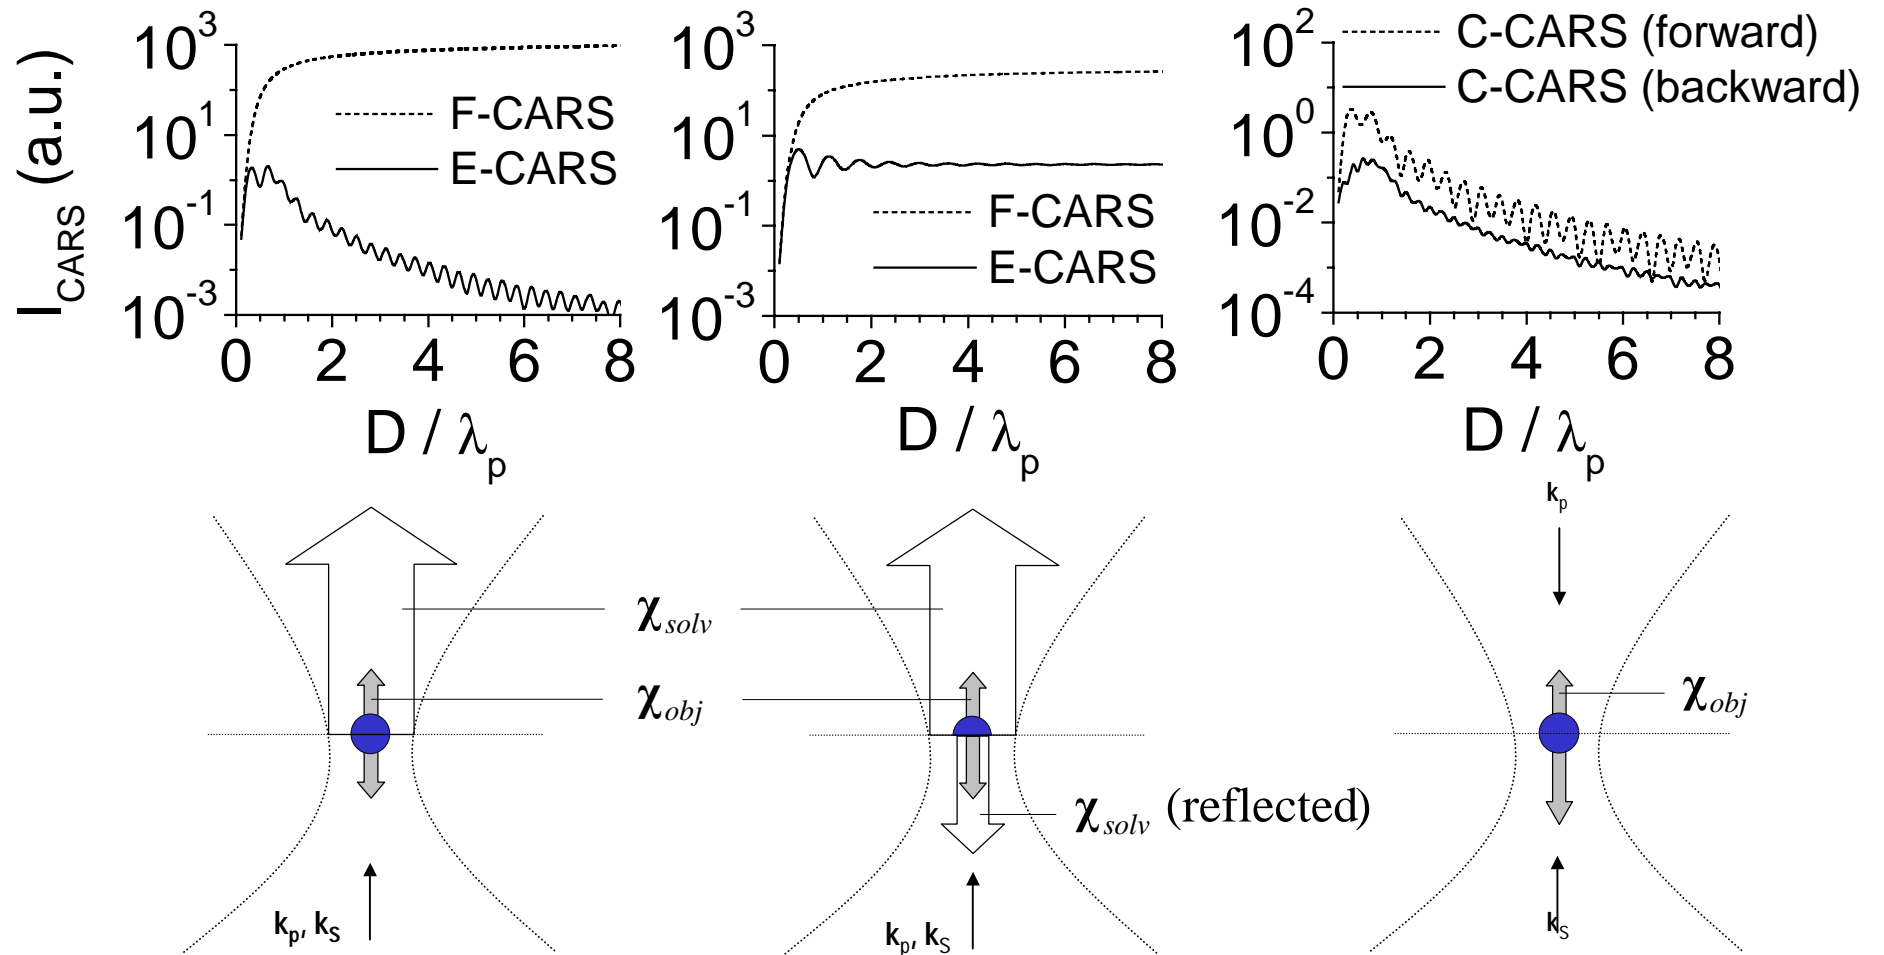 I_CARS (a.u.)
10^3
10^1
10^-1
10^-3
F-CARS
E-CARS
0 2 4 6 8
D / λ_p
10^3
10^1
10^-1
10^-3
F-CARS
E-CARS
0 2 4 6 8
D / λ_p
10^2
10^0
10^-2
10^-4
C-CARS (forward)
C-CARS (backward)
0 2 4 6 8
D / λ_p
χ_solv
χ_obj
k_p, k_S
χ_solv (reflected)
k_p, k_S
k_p
χ_obj
k_S